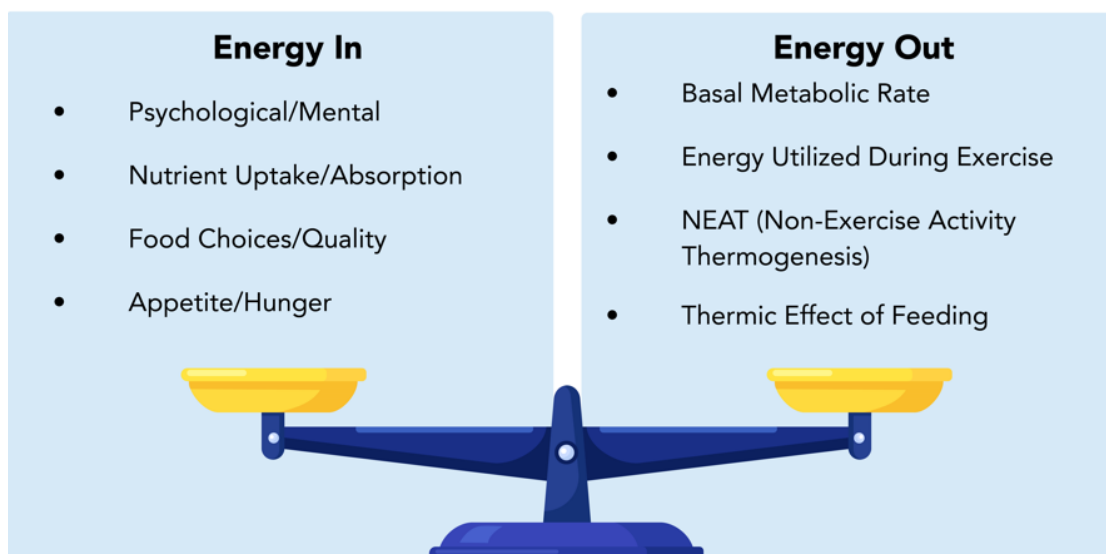 Energy In
• Psychological/Mental
• Nutrient Uptake/Absorption
• Food Choices/Quality
• Appetite/Hunger
Energy Out
• Basal Metabolic Rate
• Energy Utilized During Exercise
• NEAT (Non-Exercise Activity
Thermogenesis)
• Thermic Effect of Feeding